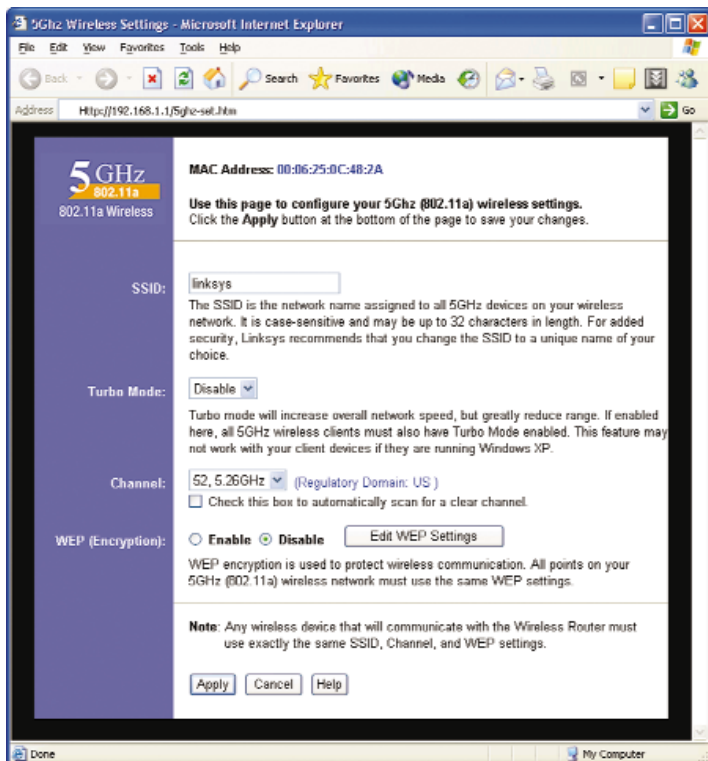 5Ghz Wireless Settings - Microsoft Internet Explorer
File Edit View Favorites Tools Help
Back Search Favorites Media
Address Http://192.168.1.1/5ghz-set.htm Go
5 GHz
802.11a
802.11a Wireless
MAC Address: 00:06:25:0C:48:2A
Use this page to configure your 5Ghz (802.11a) wireless settings.
Click the Apply button at the bottom of the page to save your changes.
SSID: linksys
The SSID is the network name assigned to all 5GHz devices on your wireless
network. It is case-sensitive and may be up to 32 characters in length. For added
security, Linksys recommends that you change the SSID to a unique name of your
choice.
Turbo Mode: Disable
Turbo mode will increase overall network speed, but greatly reduce range. If enabled
here, all 5GHz wireless clients must also have Turbo Mode enabled. This feature may
not work with your client devices if they are running Windows XP.
Channel: 52, 5.26GHz (Regulatory Domain: US )
Check this box to automatically scan for a clear channel.
WEP (Encryption): Enable Disable Edit WEP Settings
WEP encryption is used to protect wireless communication. All points on your
5GHz (802.11a) wireless network must use the same WEP settings.
Note: Any wireless device that will communicate with the Wireless Router must
use exactly the same SSID, Channel, and WEP settings.
Apply Cancel Help
Done My Computer